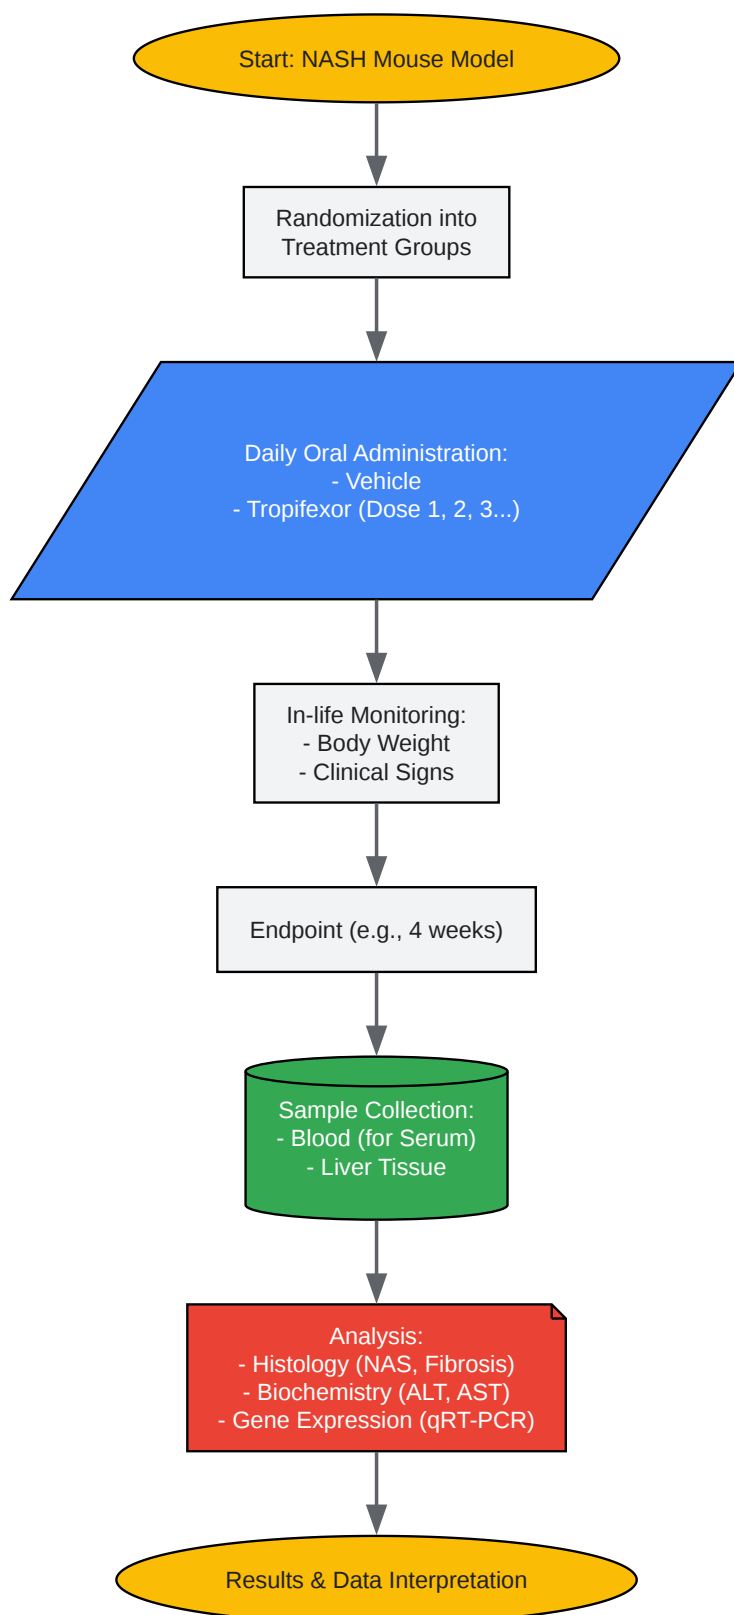 Start: NASH Mouse Model
Randomization into
Treatment Groups
Daily Oral Administration:
- Vehicle
- Tropifexor (Dose 1, 2, 3...)
In-life Monitoring:
- Body Weight
- Clinical Signs
Endpoint (e.g., 4 weeks)
Sample Collection:
- Blood (for Serum)
- Liver Tissue
Analysis:
- Histology (NAS, Fibrosis)
- Biochemistry (ALT, AST)
- Gene Expression (qRT-PCR)
Results & Data Interpretation